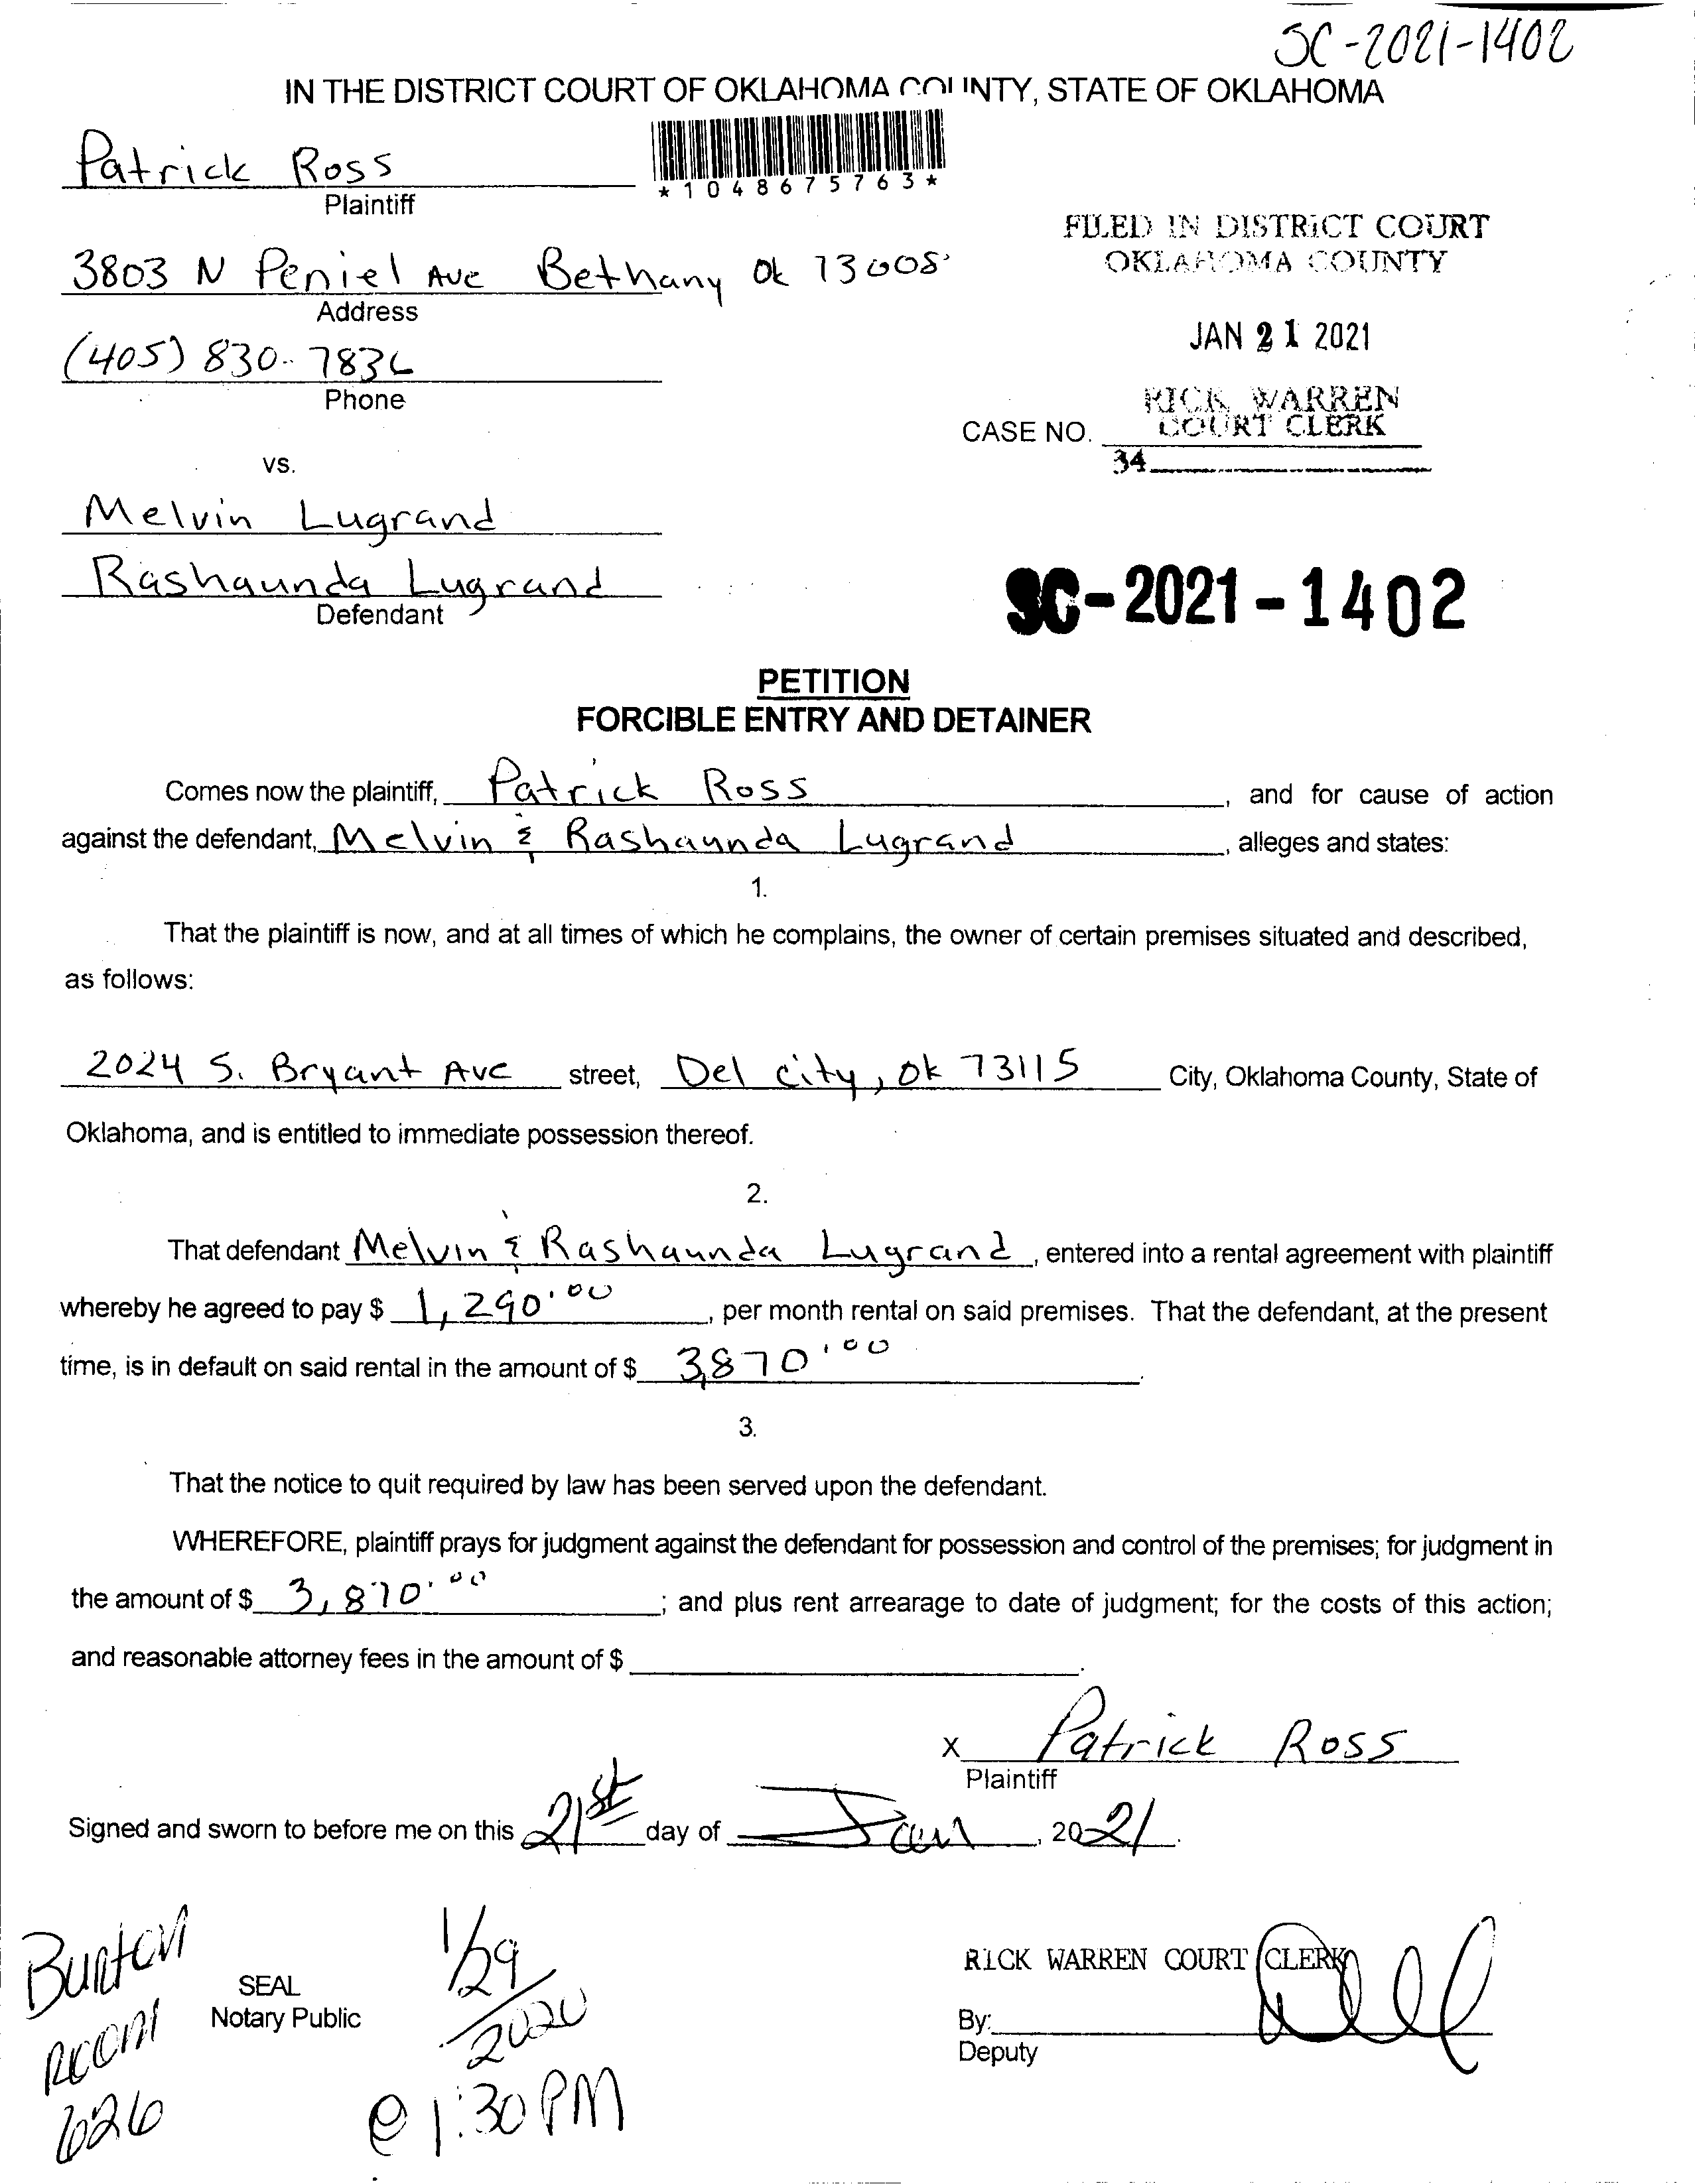 SC-2021-1402
IN THE DISTRICT COURT OF OKLAHOMA COUNTY, STATE OF OKLAHOMA
Patrick Ross
Plaintiff
*1048675763*
3803 N Peniel Ave Bethany Ok 73008
Address
FILED IN DISTRICT COURT
OKLAHOMA COUNTY
JAN 21 2021
(405) 830-783
Phone
RICK WARREN
COURT CLERK
CASE NO.
34
vs.
Melvin Lugrand
Rashaunda Lugrand
Defendant
SC-2021-1402
PETITION
FORCIBLE ENTRY AND DETAINER
Comes now the plaintiff, Patrick Ross, and for cause of action
against the defendant, Melvin & Rashaunda Lugrand, alleges and states:
1.
That the plaintiff is now, and at all times of which he complains, the owner of certain premises situated and described,
as follows:
2024 S. Bryant Ave street, Del city, Ok 73115 City, Oklahoma County, State of
Oklahoma, and is entitled to immediate possession thereof.
2.
That defendant Melvin & Rashaunda Lugrand, entered into a rental agreement with plaintiff
whereby he agreed to pay $ 1,290.00, per month rental on said premises. That the defendant, at the present
time, is in default on said rental in the amount of $ 3,870.00.
3.
That the notice to quit required by law has been served upon the defendant.
WHEREFORE, plaintiff prays for judgment against the defendant for possession and control of the premises; for judgment in
the amount of $ 3,870.00; and plus rent arrearage to date of judgment; for the costs of this action;
and reasonable attorney fees in the amount of $
X Patrick Ross
Plaintiff
Signed and sworn to before me on this 21st day of Jan, 2021.
Burton
Room
626
SEAL
Notary Public
1/29/2020
@ 1:30 PM
RICK WARREN COURT CLERK
By:
Deputy